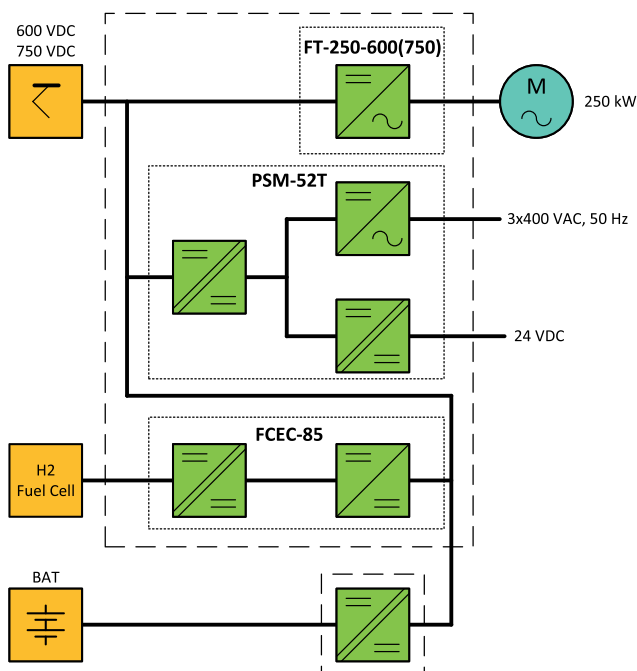 600 VDC
750 VDC
FT-250-600(750)
M
250 kW
PSM-52T
3x400 VAC, 50 Hz
24 VDC
FCEC-85
H2
Fuel Cell
BAT